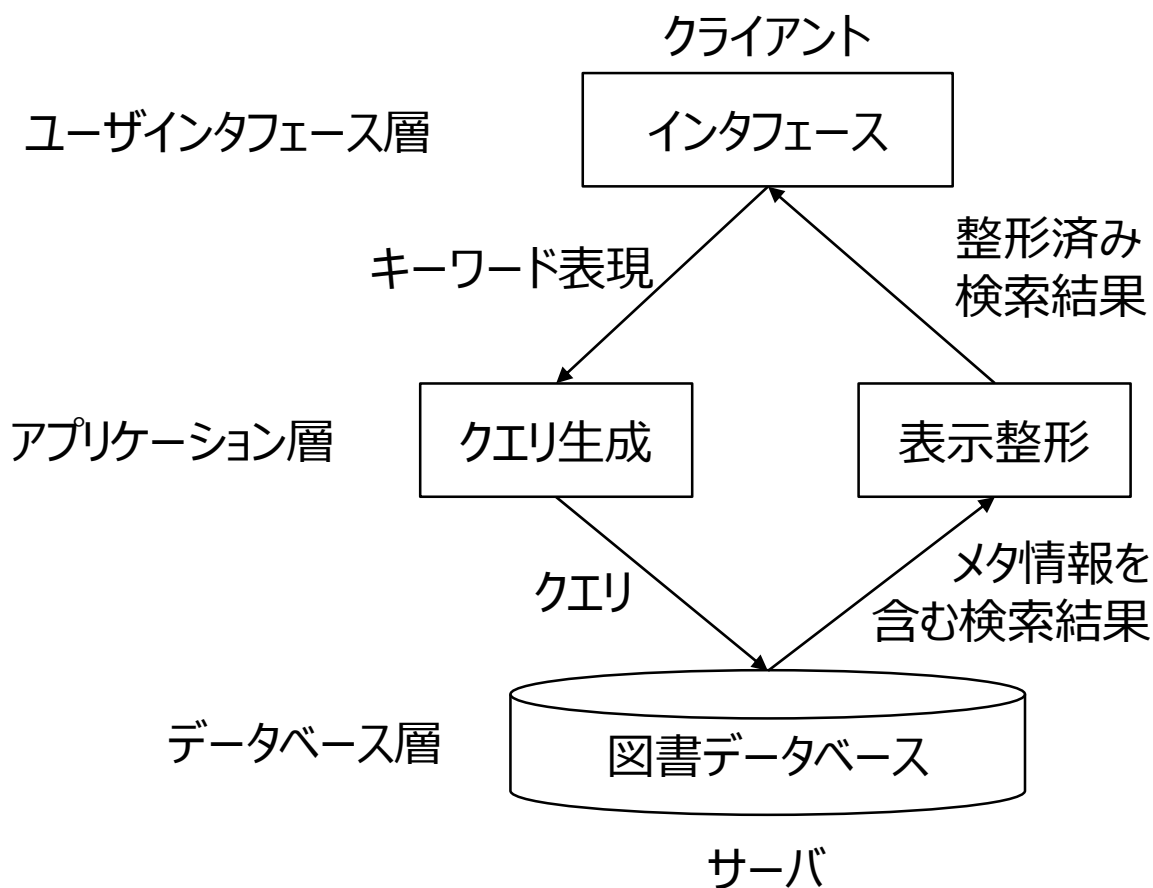 クライアント
ユーザインタフェース層
インタフェース
キーワード表現
整形済み
検索結果
アプリケーション層
クエリ生成
表示整形
クエリ
メタ情報を
含む検索結果
データベース層
図書データベース
サーバ